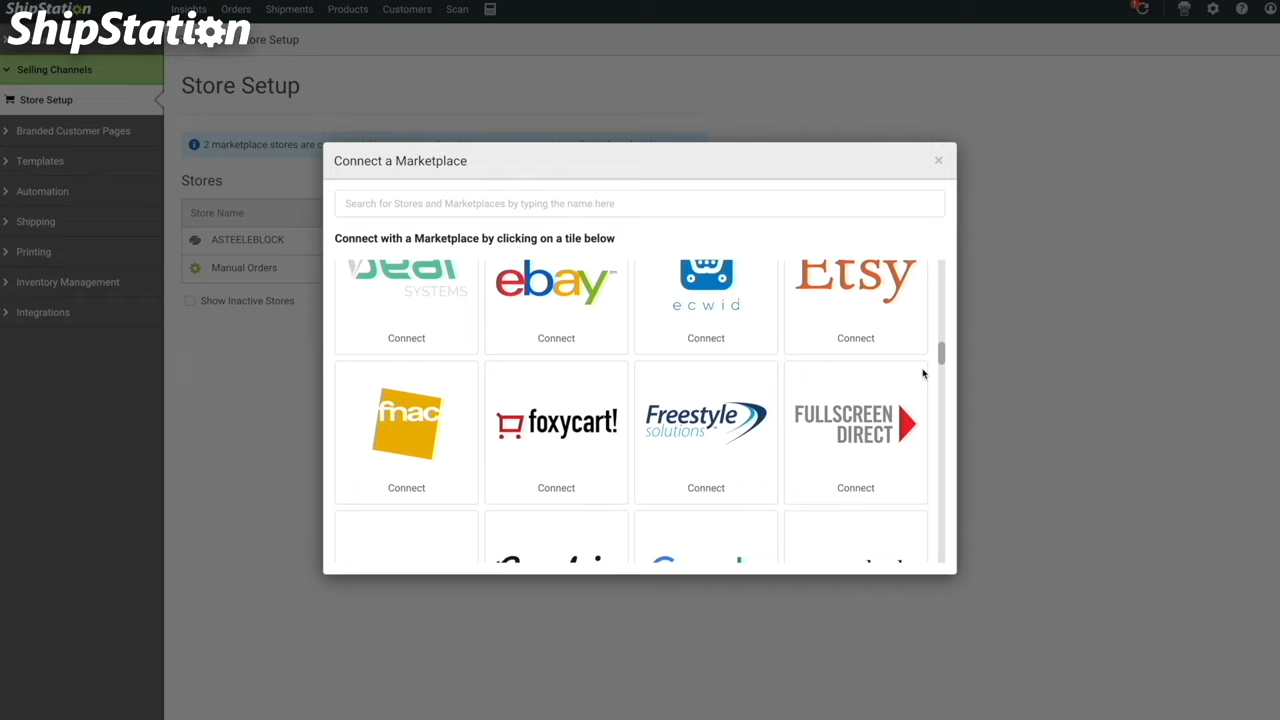 ShipStation
Insights Orders Shipments Products Customers Scan
ShipStation
Store Setup
Selling Channels
Store Setup
Branded Customer Pages
Templates
Automation
Shipping
Printing
Inventory Management
Integrations
Store Setup
2 marketplace stores are
Stores
Store Name
ASTEELEBLOCK
Manual Orders
Show Inactive Stores
Connect a Marketplace
×
Search for Stores and Marketplaces by typing the name here
Connect with a Marketplace by clicking on a tile below
SYSTEMS
ebay™
ecwid
Etsy
Connect Connect Connect Connect
fnac
foxycart!
Freestyle
solutions
FULLSCREEN
DIRECT
Connect Connect Connect Connect